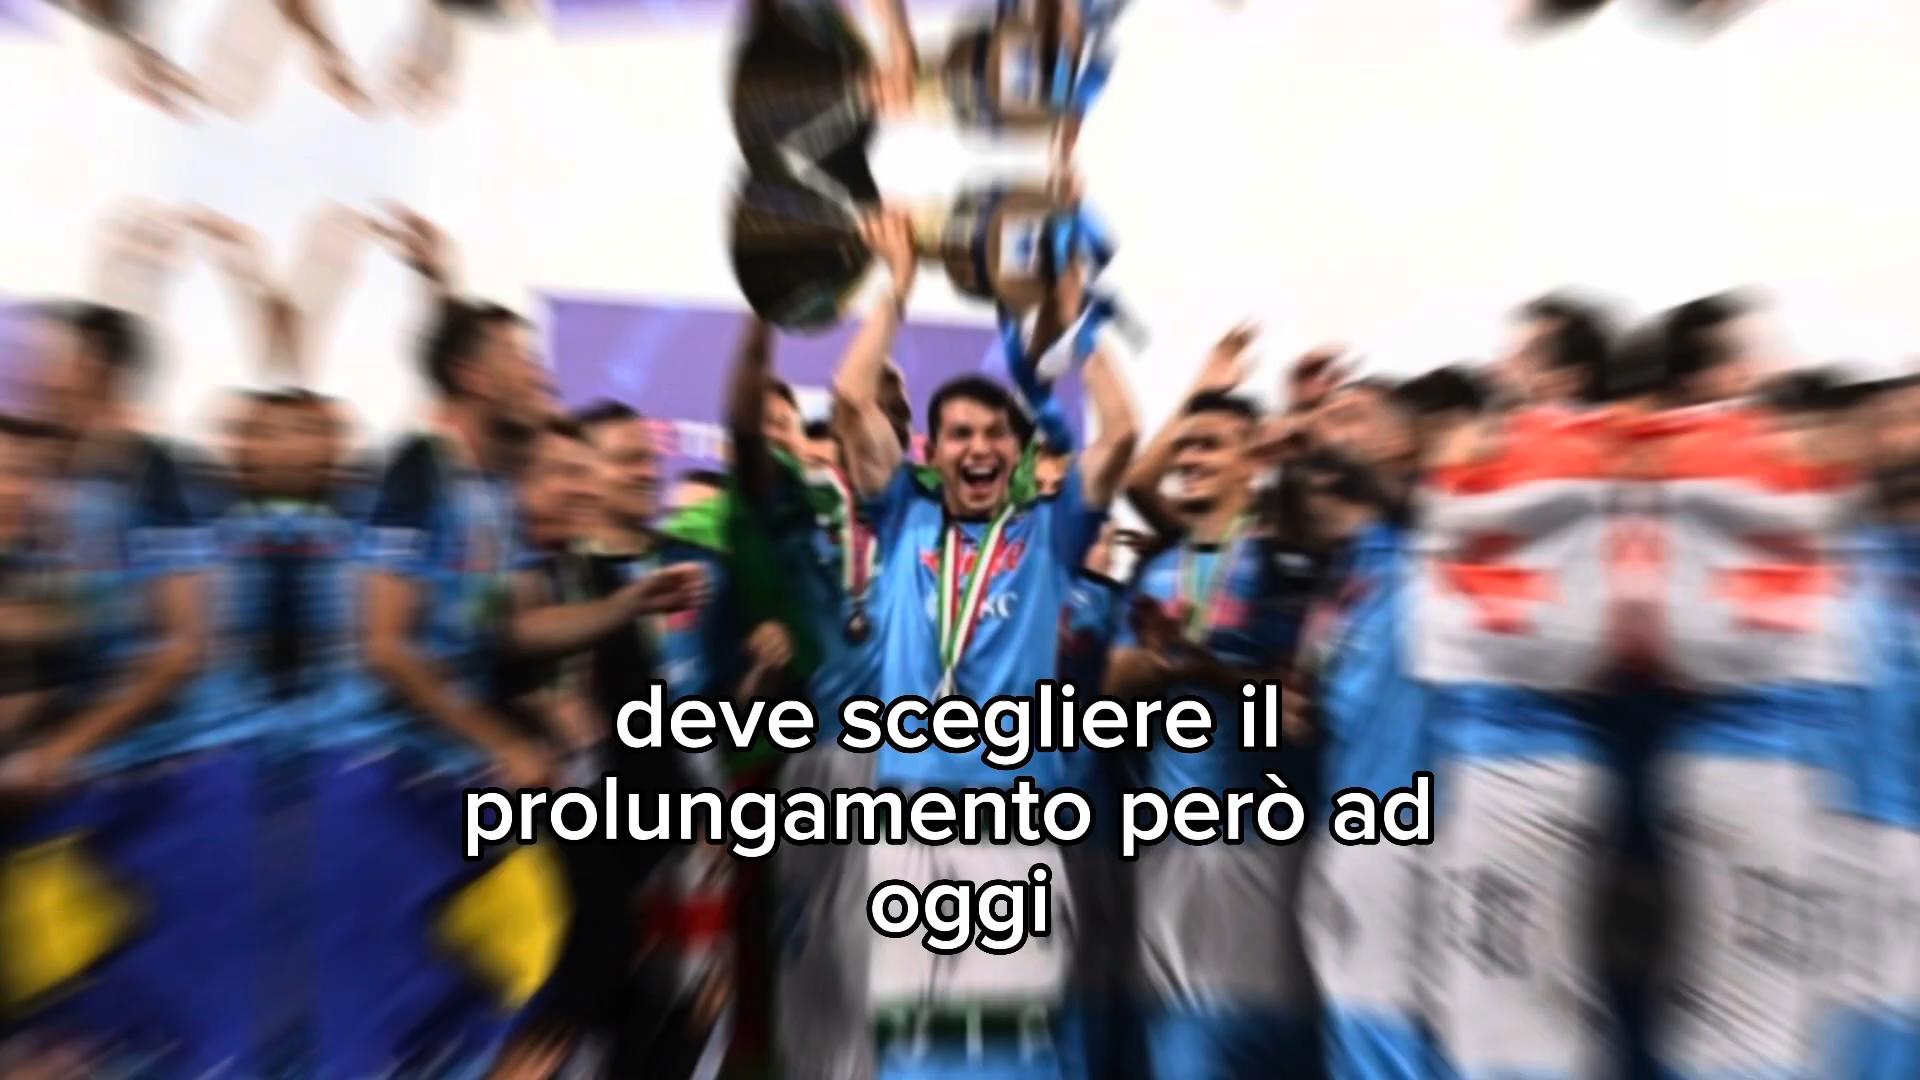 deve scegliere il
prolungamento però ad
oggi